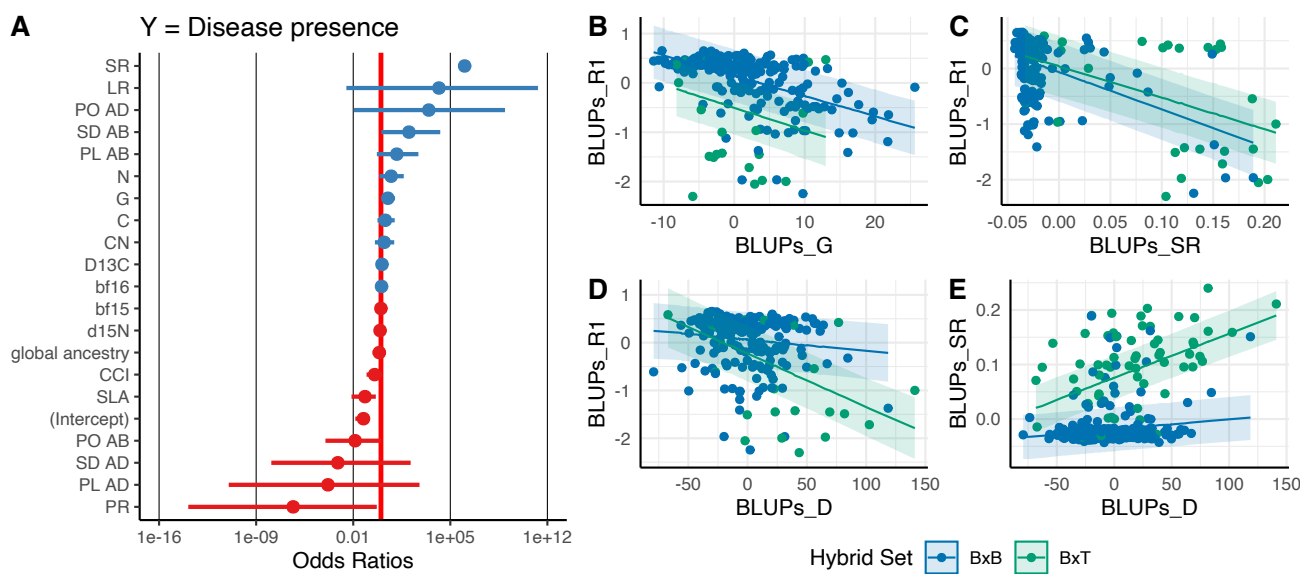 A
Y = Disease presence
SR
LR
PO AD
SD AB
PL AB
N
G
C
CN
D13C
bf16
bf15
d15N
global ancestry
CCI
SLA
(Intercept)
PO AB
SD AD
PL AD
PR
1e-16
1e-09
0.01
1e+05
1e+12
Odds Ratios
B
BLUPs_R1
1
0
-1
-2
-10
0
10
20
BLUPs_G
C
BLUPs_R1
0
-1
-2
-0.05
0.00
0.05
0.10
0.15
0.20
BLUPs_SR
D
BLUPs_R1
1
0
-1
-2
-50
0
50
100
150
BLUPs_D
E
BLUPs_SR
0.2
0.1
0.0
-50
0
50
100
150
BLUPs_D
Hybrid Set
BxB
BxT